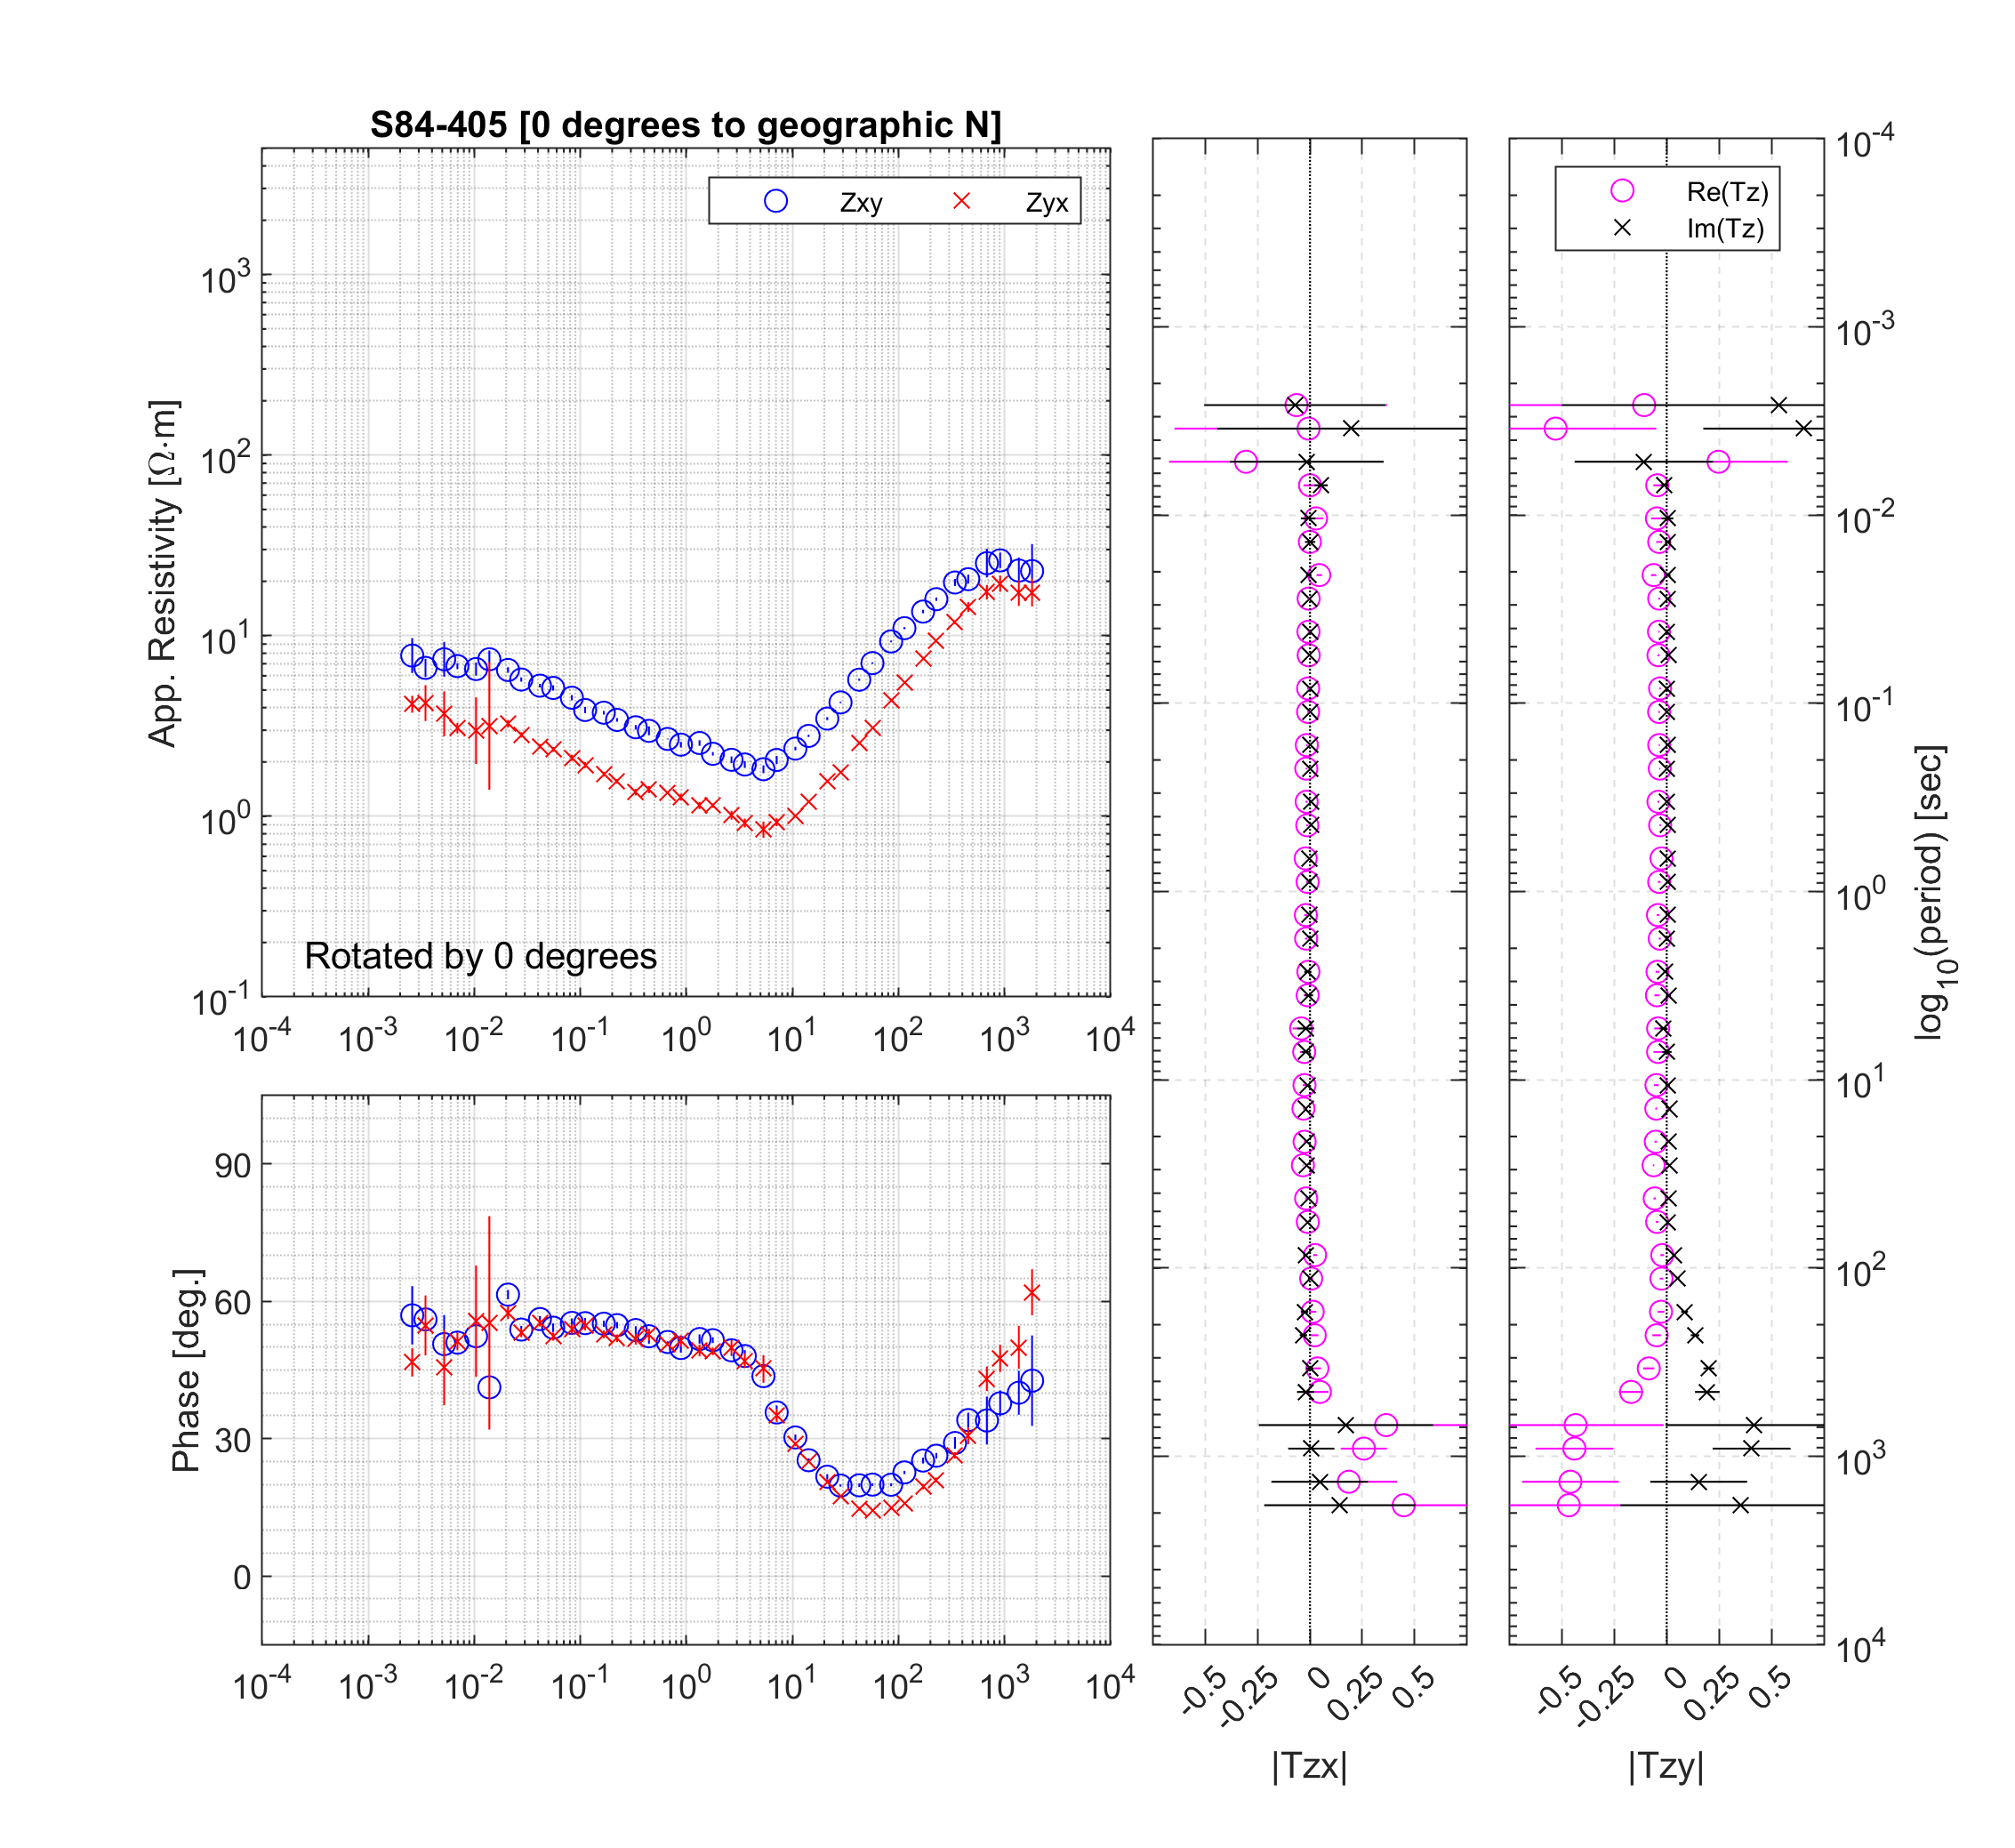 S84-405 [0 degrees to geographic N]
Zxy Zyx
App. Resistivity [Ω·m]
10^3
10^2
10^1
10^0
10^-1
Rotated by 0 degrees
10^-4 10^-3 10^-2 10^-1 10^0 10^1 10^2 10^3 10^4
Phase [deg.]
90
60
30
0
10^-4 10^-3 10^-2 10^-1 10^0 10^1 10^2 10^3 10^4
-0.5 -0.25 0 0.25 0.5
|Tzx|
Re(Tz)
Im(Tz)
10^-4
10^-3
10^-2
10^-1
10^0
10^1
10^2
10^3
10^4
log10(period) [sec]
-0.5 -0.25 0 0.25 0.5
|Tzy|